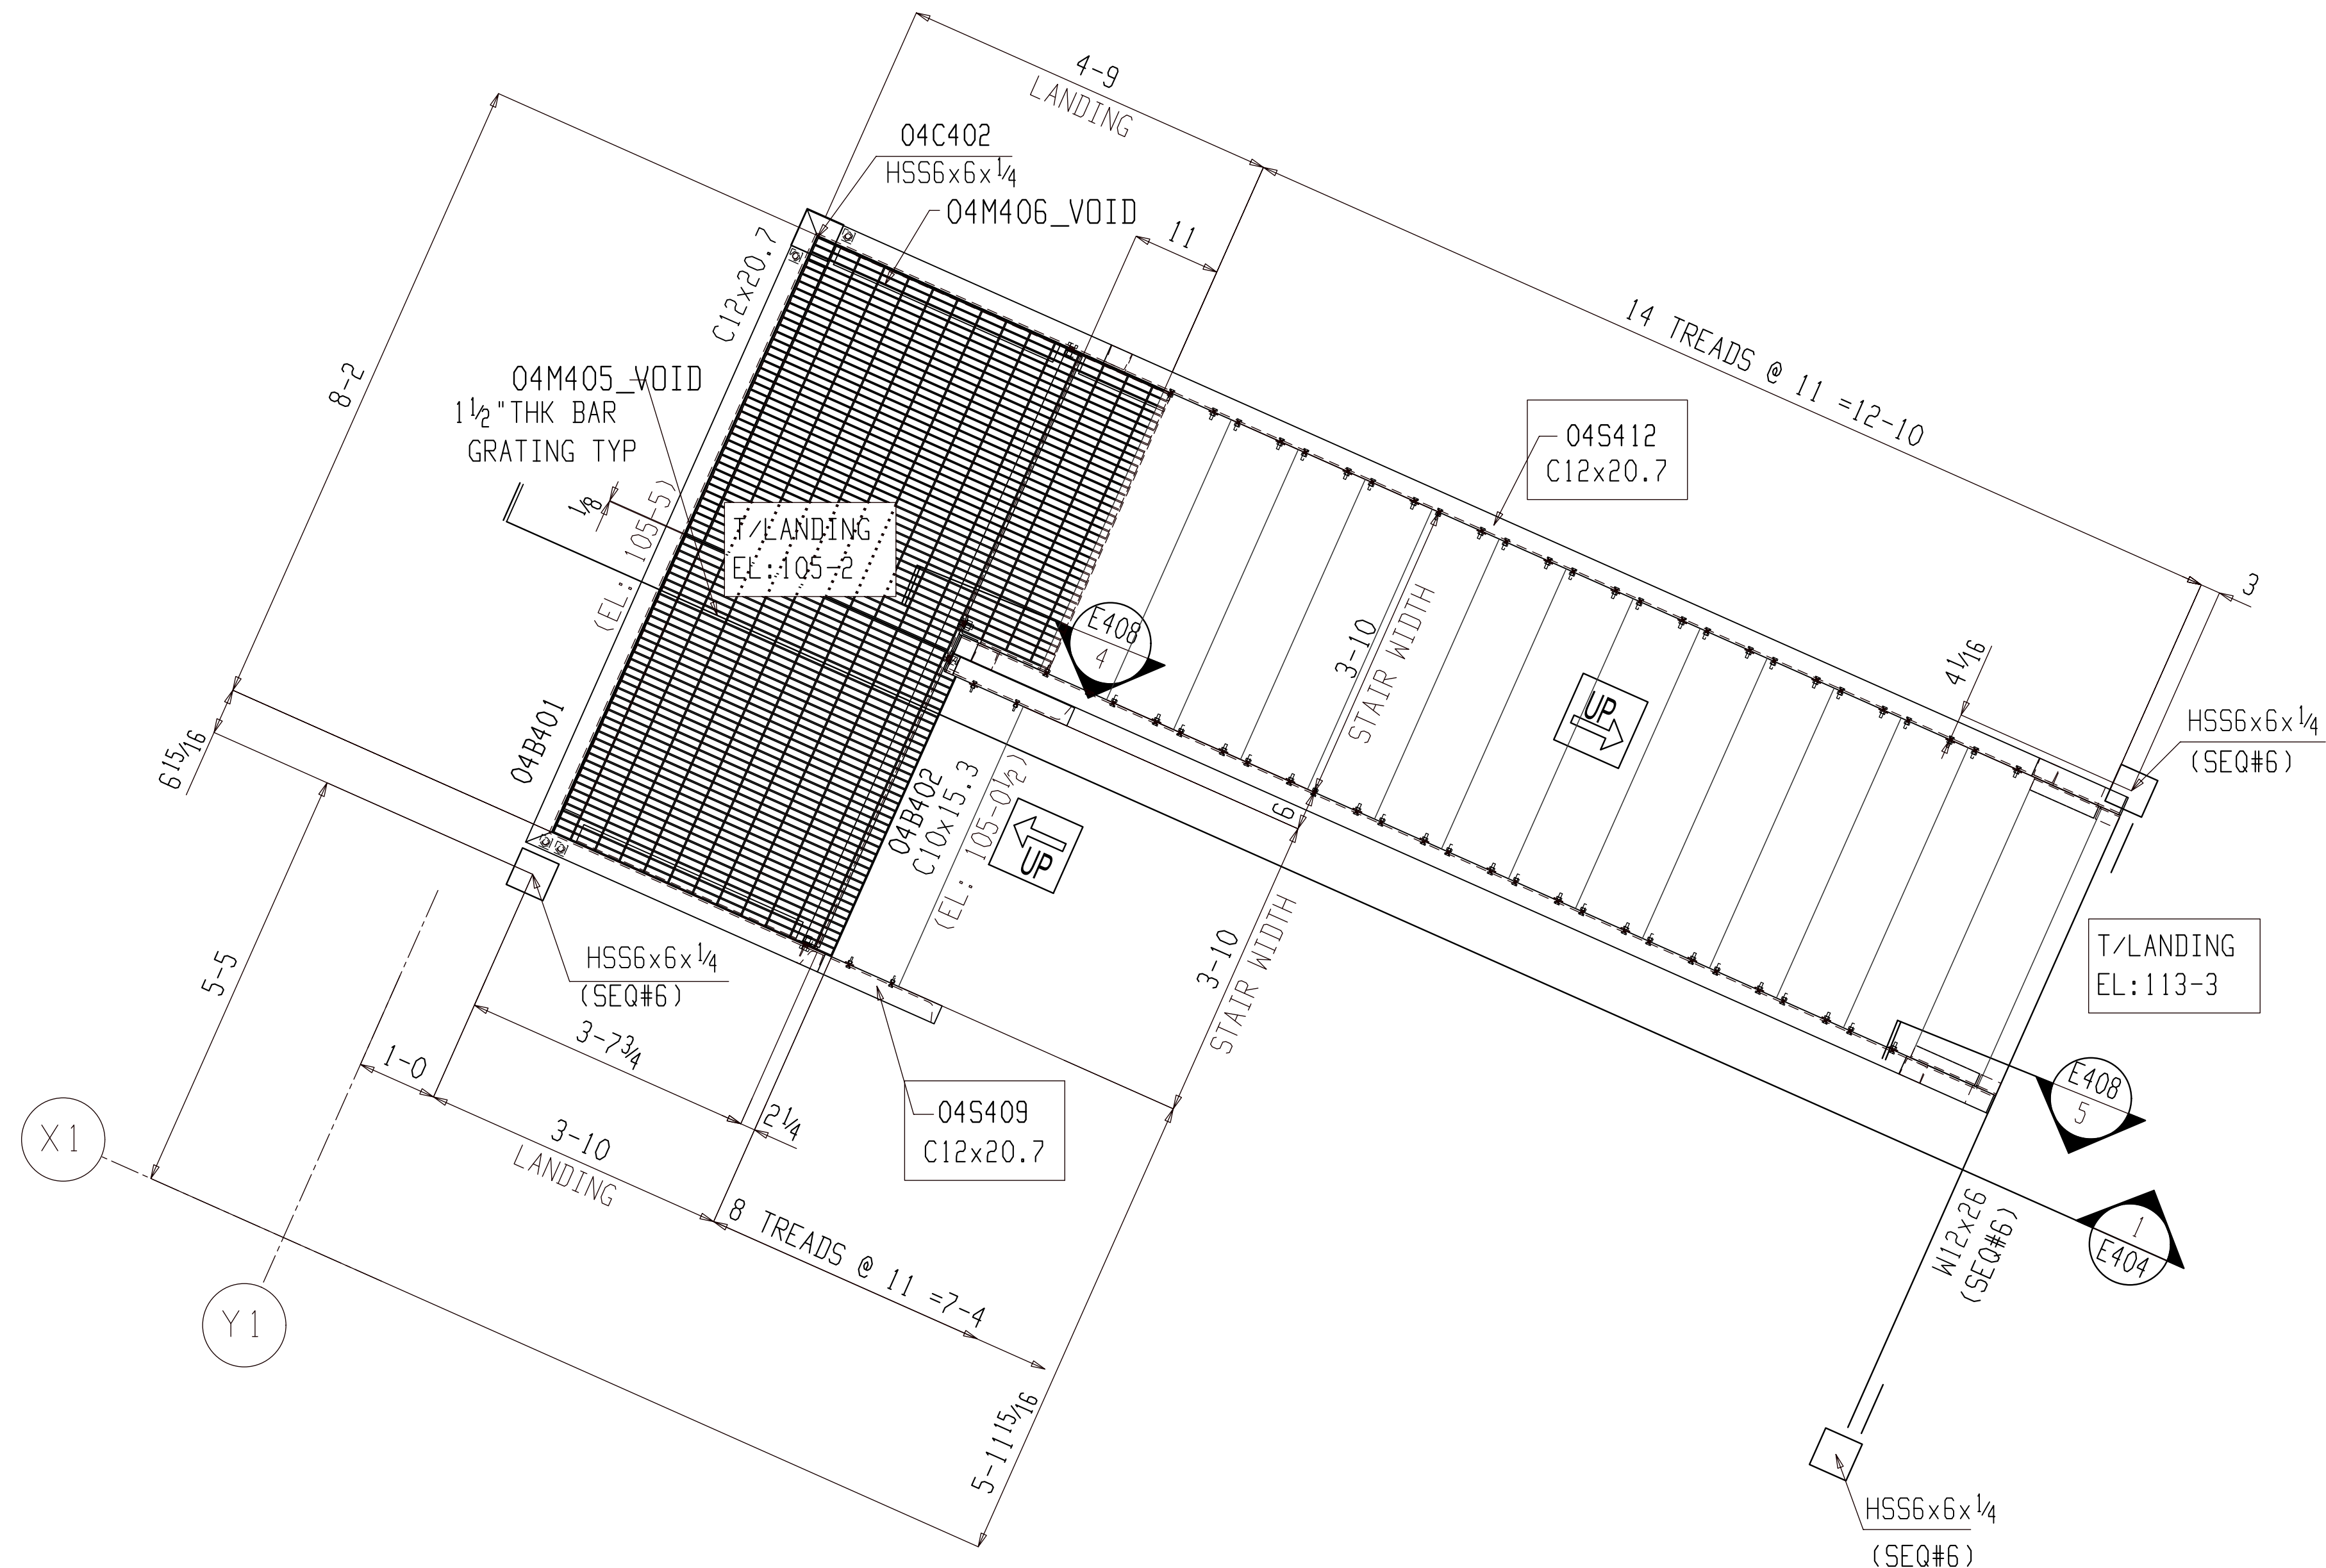 4-9
LANDING
04C402
HSS6x6x1/4
04M406_VOID
11
C12x20.7
8-2
14 TREADS @ 11 =12-10
04M405_VOID
1 1/2"THK BAR
GRATING TYP
04S412
C12x20.7
1/8
(EL: 105-5)
T/LANDING
EL:105-2
3
E408
4
3-10
STAIR WIDTH
4 1/16
UP
HSS6x6x1/4
(SEQ#6)
04B401
6 15/16
04B402
C10x15.3
(EL: 105-0 1/2)
UP
6
3-10
STAIR WIDTH
T/LANDING
EL:113-3
5-5
HSS6x6x1/4
(SEQ#6)
3-7 3/4
1-0
2 1/4
3-10
LANDING
04S409
C12x20.7
E408
5
X1
8 TREADS @ 11 =7-4
W12x26
(SEQ#6)
1
E404
Y1
5-11 15/16
HSS6x6x1/4
(SEQ#6)